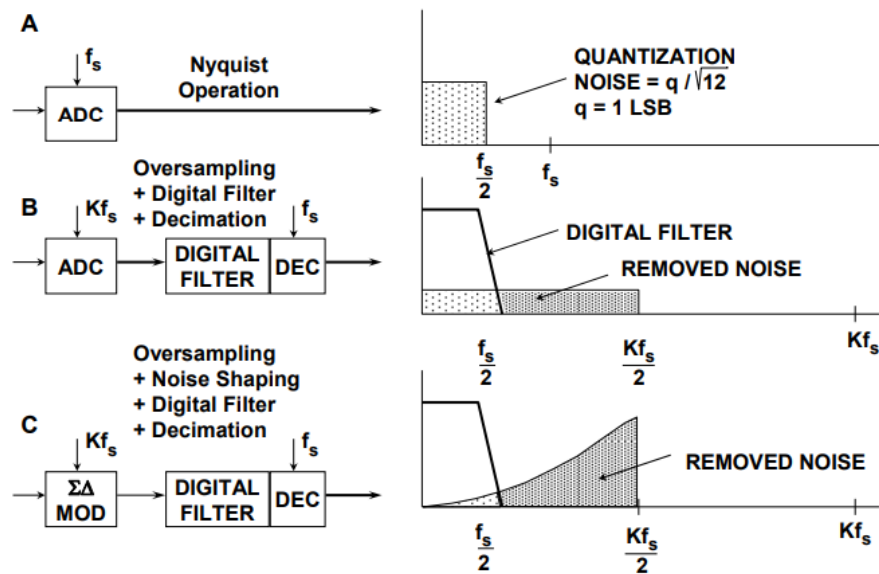 A
fs
ADC
Nyquist
Operation
QUANTIZATION
NOISE = q / √12
q = 1 LSB
fs
2
fs
B
Oversampling
+ Digital Filter
+ Decimation
Kfs
fs
ADC
DIGITAL
FILTER
DEC
DIGITAL FILTER
REMOVED NOISE
fs
2
Kfs
2
Kfs
C
Oversampling
+ Noise Shaping
+ Digital Filter
+ Decimation
Kfs
fs
ΣΔ
MOD
DIGITAL
FILTER
DEC
REMOVED NOISE
fs
2
Kfs
2
Kfs